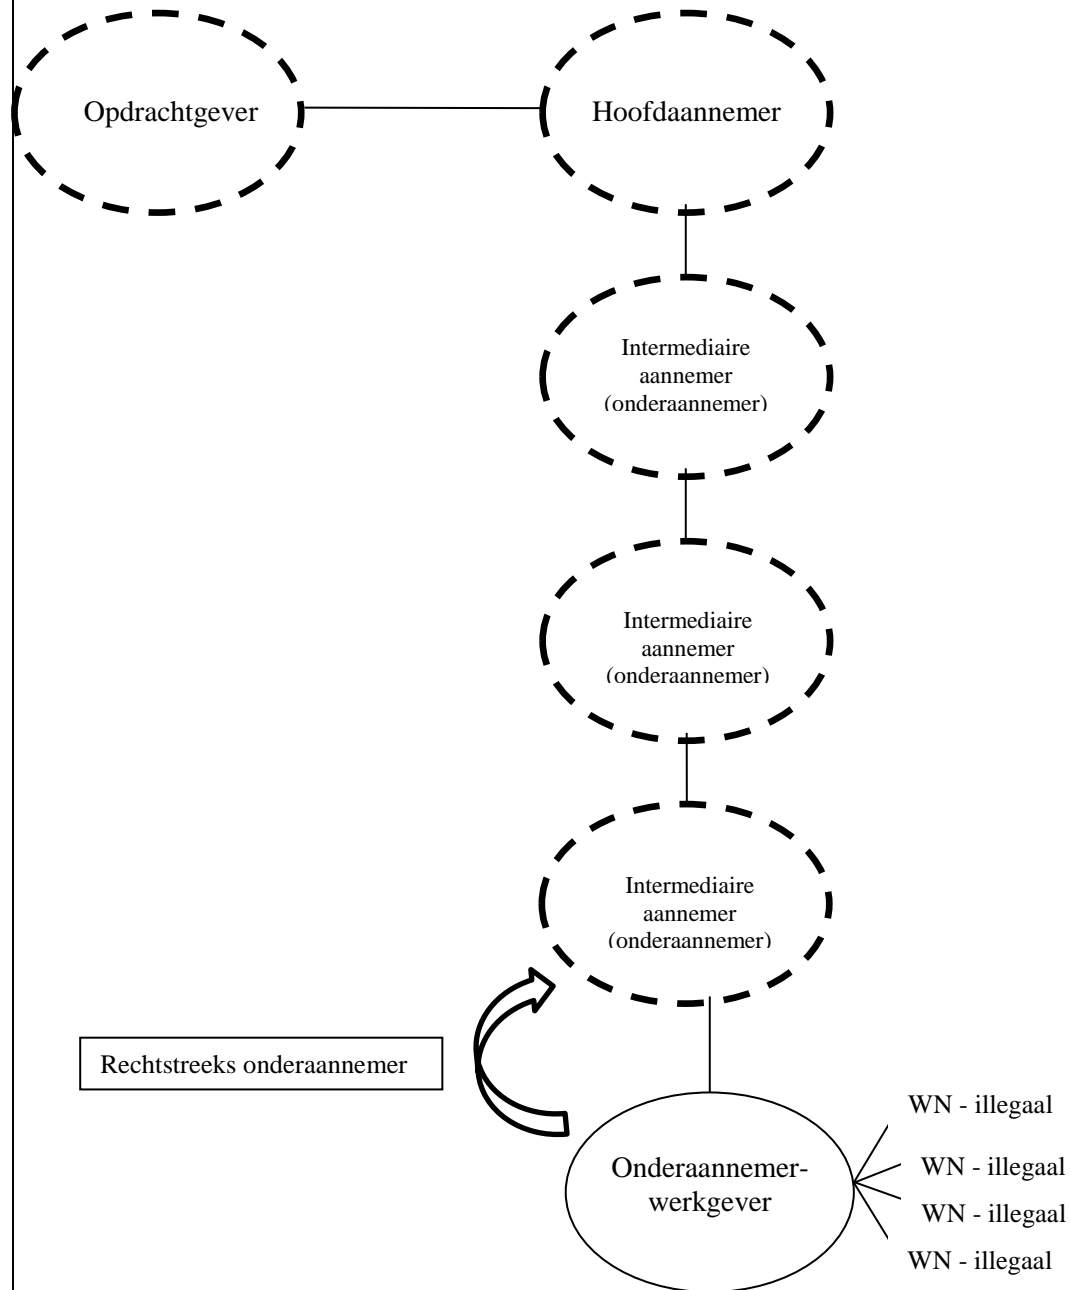 Opdrachtgever
Hoofdaannemer
Intermediaire
aannemer
(onderaannemer)
Intermediaire
aannemer
(onderaannemer)
Intermediaire
aannemer
(onderaannemer)
Rechtstreeks onderaannemer
Onderaannemer-
werkgever
WN - illegaal
WN - illegaal
WN - illegaal
WN - illegaal